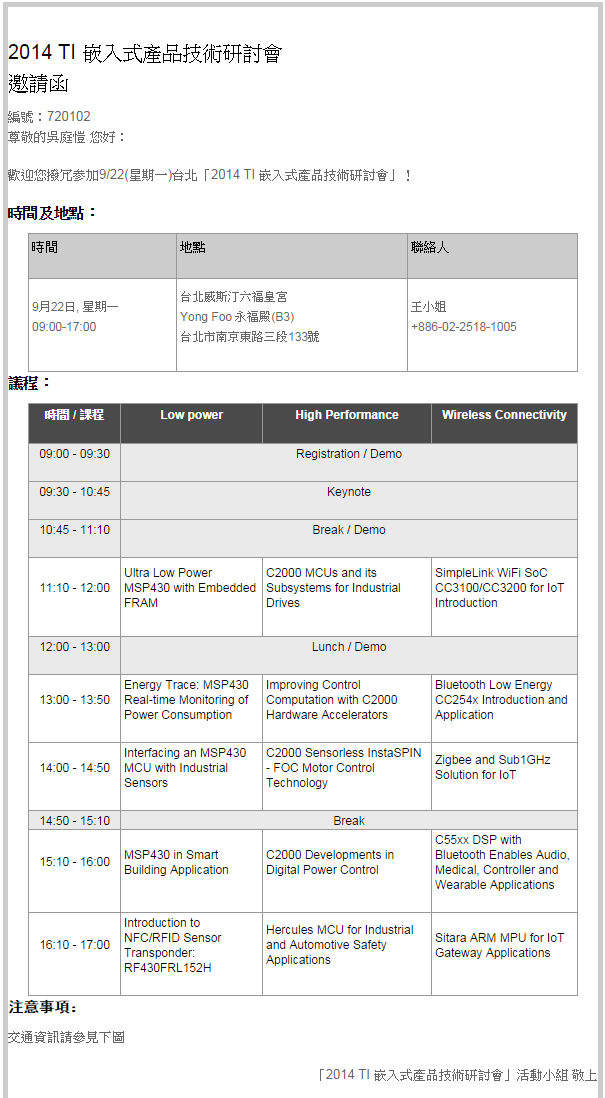 2014 TI 嵌入式產品技術研討會
邀請函
編號：720102
尊敬的吳庭愷 您好：
歡迎您撥冗参加9/22(星期一)台北「2014 TI 嵌入式產品技術研討會」！
時間及地點：
時間 地點 聯絡人
9月22日, 星期一
09:00-17:00
台北威斯汀六福皇宮
Yong Foo 永福殿(B3)
台北市南京東路三段133號
王小姐
+886-02-2518-1005
議程：
時間 / 課程 Low power High Performance Wireless Connectivity
09:00 - 09:30 Registration / Demo
09:30 - 10:45 Keynote
10:45 - 11:10 Break / Demo
11:10 - 12:00
Ultra Low Power
MSP430 with Embedded
FRAM
C2000 MCUs and its
Subsystems for Industrial
Drives
SimpleLink WiFi SoC
CC3100/CC3200 for IoT
Introduction
12:00 - 13:00 Lunch / Demo
13:00 - 13:50
Energy Trace: MSP430
Real-time Monitoring of
Power Consumption
Improving Control
Computation with C2000
Hardware Accelerators
Bluetooth Low Energy
CC254x Introduction and
Application
14:00 - 14:50
Interfacing an MSP430
MCU with Industrial
Sensors
C2000 Sensorless InstaSPIN
- FOC Motor Control
Technology
Zigbee and Sub1GHz
Solution for IoT
14:50 - 15:10 Break
15:10 - 16:00
MSP430 in Smart
Building Application
C2000 Developments in
Digital Power Control
C55xx DSP with
Bluetooth Enables Audio,
Medical, Controller and
Wearable Applications
16:10 - 17:00
Introduction to
NFC/RFID Sensor
Transponder:
RF430FRL152H
Hercules MCU for Industrial
and Automotive Safety
Applications
Sitara ARM MPU for IoT
Gateway Applications
注意事項:
交通資訊請參見下圖
「2014 TI 嵌入式產品技術研討會」活動小組 敬上